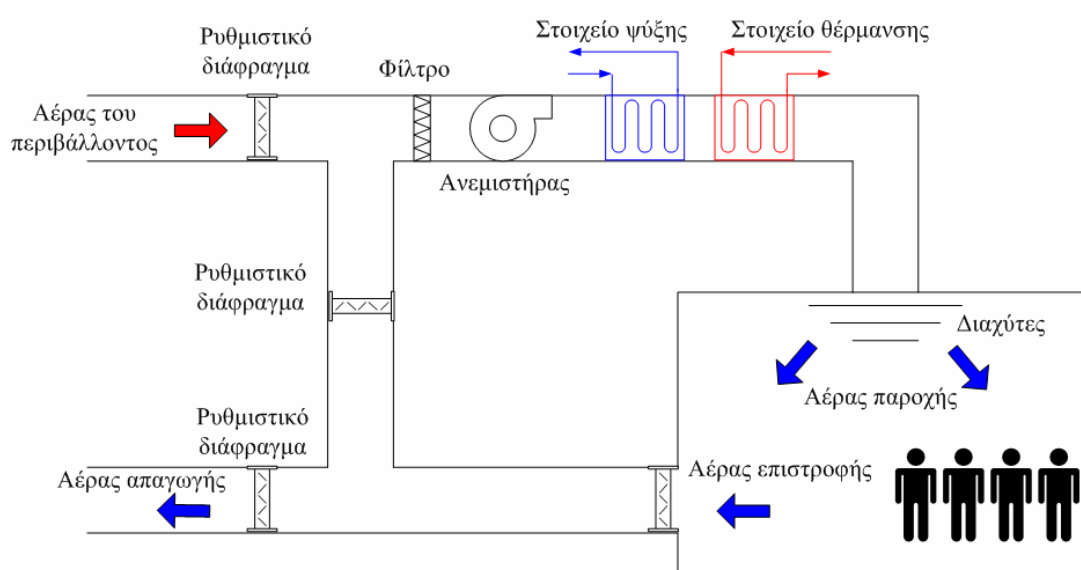 Ρυθμιστικό
διάφραγμα
Φίλτρο
Στοιχείο ψύξης
Στοιχείο θέρμανσης
Αέρας του
περιβάλλοντος
Ανεμιστήρας
Ρυθμιστικό
διάφραγμα
Διαχύτες
Αέρας παροχής
Ρυθμιστικό
διάφραγμα
Αέρας απαγωγής
Αέρας επιστροφής